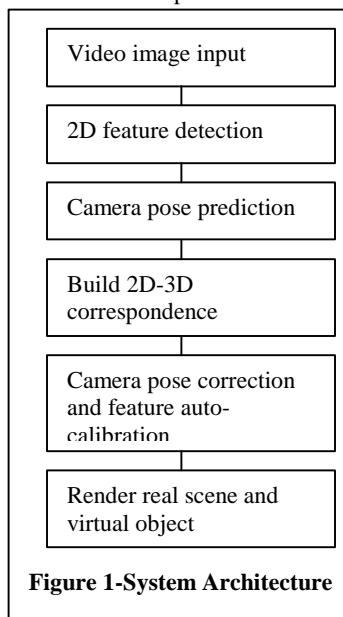 Video image input
2D feature detection
Camera pose prediction
Build 2D-3D
correspondence
Camera pose correction
and feature auto-
calibration
Render real scene and
virtual object
Figure 1-System Architecture